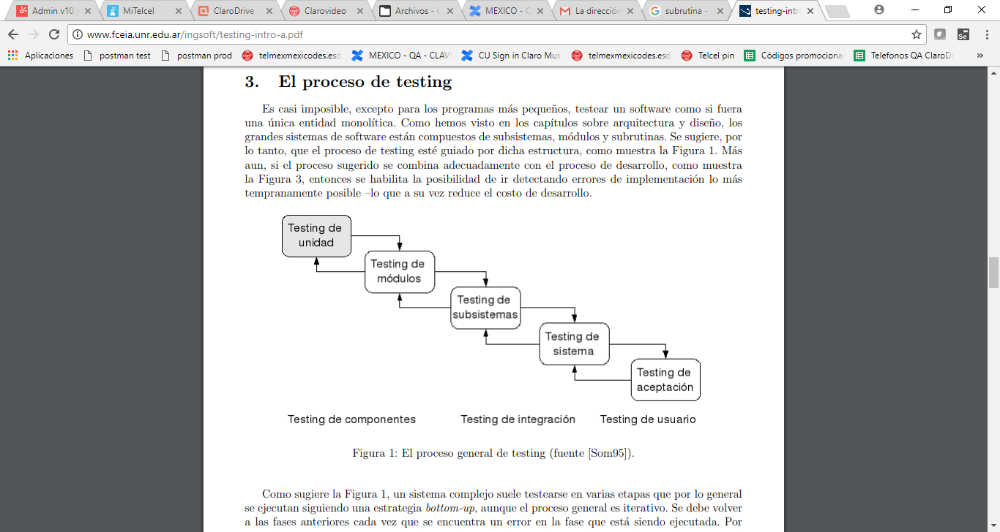 Admin v10
MiTelcel
ClaroDrive -
Clarovideo
Archivos - C
MEXICO - C
La dirección
subrutina -
testing-intro
www.fceia.unr.edu.ar/ingsoft/testing-intro-a.pdf
Se
Aplicaciones
postman test
postman prod
telmexmexicodes.esd
MEXICO - QA - CLAVE
CU Sign in Claro Mus
telmexmexicodes.esd
Telcel pin
Códigos promocional
Telefonos QA ClaroD
»
3. El proceso de testing
Es casi imposible, excepto para los programas más pequeños, testear un software como si fuera
una única entidad monolítica. Como hemos visto en los capítulos sobre arquitectura y diseño, los
grandes sistemas de software están compuestos de subsistemas, módulos y subrutinas. Se sugiere, por
lo tanto, que el proceso de testing esté guiado por dicha estructura, como muestra la Figura 1. Más
aun, si el proceso sugerido se combina adecuadamente con el proceso de desarrollo, como muestra
la Figura 3, entonces se habilita la posibilidad de ir detectando errores de implementación lo más
tempranamente posible –lo que a su vez reduce el costo de desarrollo.
Testing de
unidad
Testing de
módulos
Testing de
subsistemas
Testing de
sistema
Testing de
aceptación
Testing de componentes
Testing de integración
Testing de usuario
Figura 1: El proceso general de testing (fuente [Som95]).
Como sugiere la Figura 1, un sistema complejo suele testearse en varias etapas que por lo general
se ejecutan siguiendo una estrategia bottom-up, aunque el proceso general es iterativo. Se debe volver
a las fases anteriores cada vez que se encuentra un error en la fase que está siendo ejecutada. Por